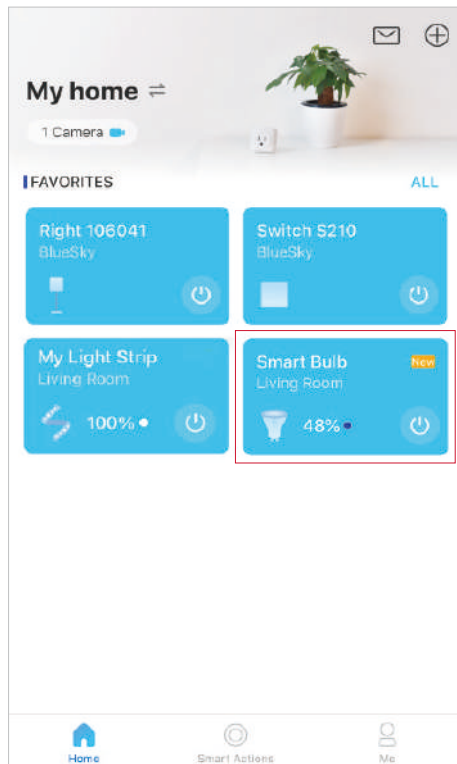 My home
1 Camera
FAVORITES ALL
Right 106041
BlueSky
Switch S210
BlueSky
My Light Strip
Living Room
100%
Smart Bulb New
Living Room
48%
Home Smart Actions Me